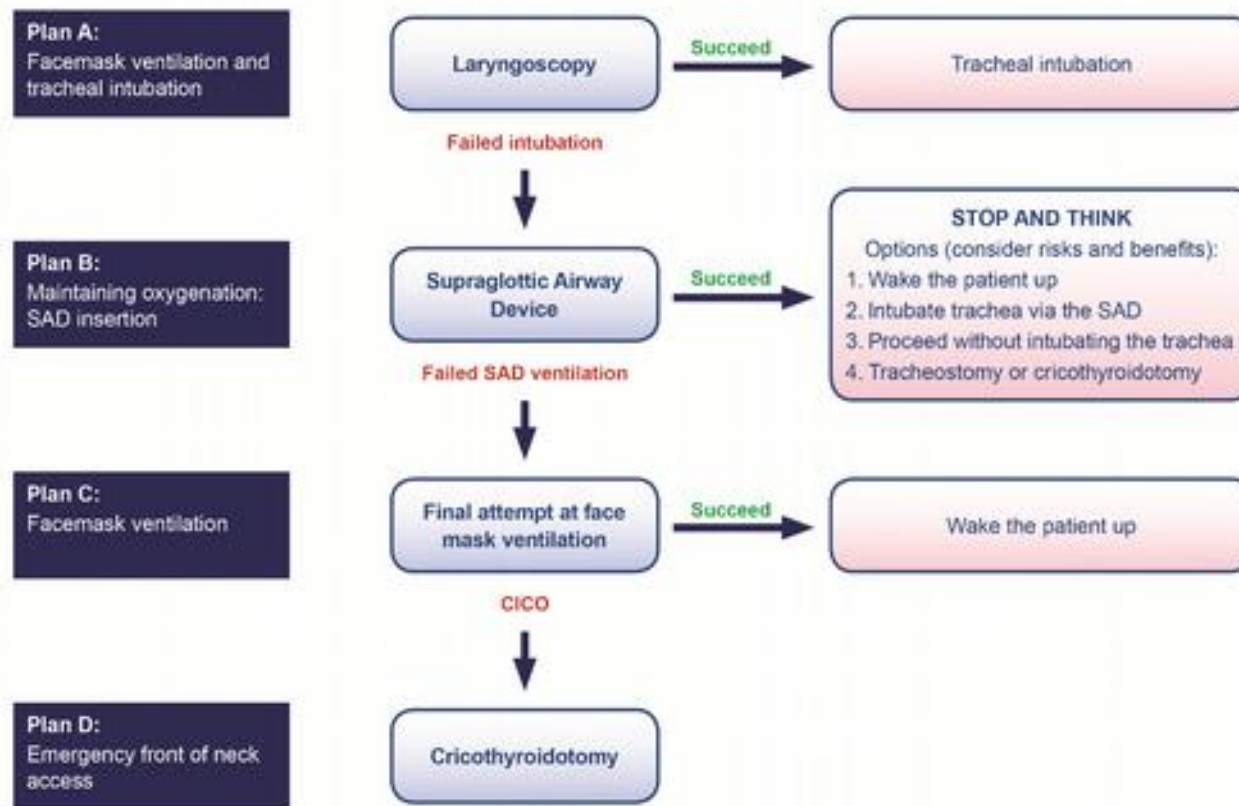 Plan A:
Facemask ventilation and
tracheal intubation
Laryngoscopy
Succeed
Tracheal intubation
Failed intubation
Plan B:
Maintaining oxygenation:
SAD insertion
Supraglottic Airway
Device
Succeed
STOP AND THINK
Options (consider risks and benefits):
1. Wake the patient up
2. Intubate trachea via the SAD
3. Proceed without intubating the trachea
4. Tracheostomy or cricothyroidotomy
Failed SAD ventilation
Plan C:
Facemask ventilation
Final attempt at face
mask ventilation
Succeed
Wake the patient up
CICO
Plan D:
Emergency front of neck
access
Cricothyroidotomy